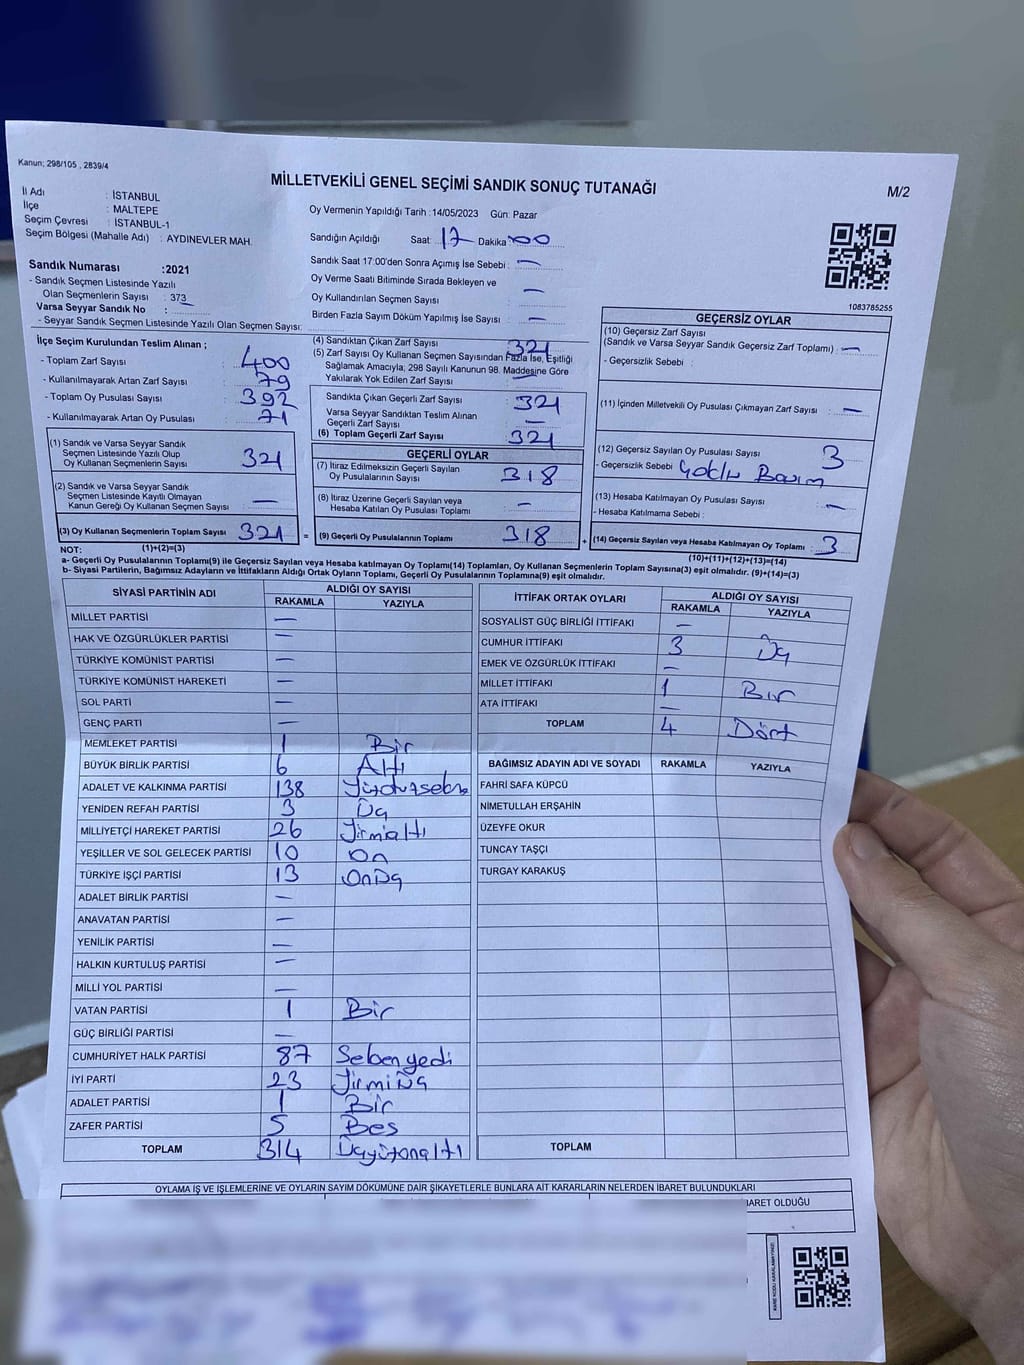 Kanun; 298/105 , 2839/4
MİLLETVEKİLİ GENEL SEÇİMİ SANDIK SONUÇ TUTANAĞI
M/2
İl Adı : İSTANBUL
İlçe : MALTEPE
Seçim Çevresi : İSTANBUL-1
Seçim Bölgesi (Mahalle Adı) : AYDINEVLER MAH.
Sandık Numarası :2021
- Sandık Seçmen Listesinde Yazılı
Olan Seçmenlerin Sayısı : 373
Varsa Seyyar Sandık No :
- Seyyar Sandık Seçmen Listesinde Yazılı Olan Seçmen Sayısı:
Oy Vermenin Yapıldığı Tarih :14/05/2023 Gün: Pazar
Sandığın Açıldığı Saat: 17 Dakika: 00
Sandık Saat 17:00'den Sonra Açımış İse Sebebi : —
Oy Verme Saati Bitiminde Sırada Bekleyen ve
Oy Kullandırılan Seçmen Sayısı : —
Birden Fazla Sayım Döküm Yapılmış İse Sayısı : —
1083785255
İlçe Seçim Kurulundan Teslim Alınan ;
- Toplam Zarf Sayısı : 400
- Kullanılmayarak Artan Zarf Sayısı : 79
- Toplam Oy Pusulası Sayısı : 392
- Kullanılmayarak Artan Oy Pusulası : 71
(1) Sandık ve Varsa Seyyar Sandık
Seçmen Listesinde Yazılı Olup
Oy Kullanan Seçmenlerin Sayısı 321
(2) Sandık ve Varsa Seyyar Sandık
Seçmen Listesinde Kayıtlı Olmayan
Kanun Gereği Oy Kullanan Seçmen Sayısı : —
(3) Oy Kullanan Seçmenlerin Toplam Sayısı 321 =
(4) Sandıktan Çıkan Zarf Sayısı 321
(5) Zarf Sayısı Oy Kullanan Seçmen Sayısından Fazla İse, Eşitliği
Sağlamak Amacıyla; 298 Sayılı Kanunun 98. Maddesine Göre
Yakılarak Yok Edilen Zarf Sayısı : —
Sandıkta Çıkan Geçerli Zarf Sayısı : 321
Varsa Seyyar Sandıktan Teslim Alınan
Geçerli Zarf Sayısı : —
(6) Toplam Geçerli Zarf Sayısı : 321
GEÇERLİ OYLAR
(7) İtiraz Edilmeksizin Geçerli Sayılan
Oy Pusulalarının Sayısı : 318
(8) İtiraz Üzerine Geçerli Sayılan veya
Hesaba Katılan Oy Pusulası Toplamı : —
(9) Geçerli Oy Pusulalarının Toplamı 318 +
GEÇERSİZ OYLAR
(10) Geçersiz Zarf Sayısı
(Sandık ve Varsa Seyyar Sandık Geçersiz Zarf Toplamı) : —
- Geçersizlik Sebebi :
(11) İçinden Milletvekili Oy Pusulası Çıkmayan Zarf Sayısı : —
(12) Geçersiz Sayılan Oy Pusulası Sayısı : 3
- Geçersizlik Sebebi :
(13) Hesaba Katılmayan Oy Pusulası Sayısı : —
- Hesaba Katılmama Sebebi :
(14) Geçersiz Sayılan veya Hesaba Katılmayan Oy Toplamı : 3
NOT: (1)+(2)=(3)
(10)+(11)+(12)+(13)=(14)
a- Geçerli Oy Pusulalarının Toplamı(9) ile Geçersiz Sayılan veya Hesaba katılmayan Oy Toplamı(14) Toplamları, Oy Kullanan Seçmenlerin Toplam Sayısına(3) eşit olmalıdır. (9)+(14)=(3)
b- Siyasi Partilerin, Bağımsız Adayların ve İttifakların Aldığı Ortak Oyların Toplamı, Geçerli Oy Pusulalarının Toplamına(9) eşit olmalıdır.
SİYASİ PARTİNİN ADI ALDIĞI OY SAYISI
RAKAMLA YAZIYLA
MİLLET PARTİSİ —
HAK VE ÖZGÜRLÜKLER PARTİSİ —
TÜRKİYE KOMÜNİST PARTİSİ —
TÜRKİYE KOMÜNİST HAREKETİ —
SOL PARTİ —
GENÇ PARTİ —
MEMLEKET PARTİSİ 1 Bir
BÜYÜK BİRLİK PARTİSİ 6 Altı
ADALET VE KALKINMA PARTİSİ 138
YENİDEN REFAH PARTİSİ 3 Üç
MİLLİYETÇİ HAREKET PARTİSİ 26 Yirmialtı
YEŞİLLER VE SOL GELECEK PARTİSİ 10 On
TÜRKİYE İŞÇİ PARTİSİ 13 OnÜç
ADALET BİRLİK PARTİSİ —
ANAVATAN PARTİSİ —
YENİLİK PARTİSİ —
HALKIN KURTULUŞ PARTİSİ —
MİLLİ YOL PARTİSİ —
VATAN PARTİSİ 1 Bir
GÜÇ BİRLİĞİ PARTİSİ —
CUMHURİYET HALK PARTİSİ 87 Seksenyedi
İYİ PARTİ 23 YirmiÜç
ADALET PARTİSİ 1 Bir
ZAFER PARTİSİ 5 Beş
TOPLAM 314 Üçyüzonaltı
İTTİFAK ORTAK OYLARI ALDIĞI OY SAYISI
RAKAMLA YAZIYLA
SOSYALİST GÜÇ BİRLİĞİ İTTİFAKI —
CUMHUR İTTİFAKI 3 Üç
EMEK VE ÖZGÜRLÜK İTTİFAKI —
MİLLET İTTİFAKI 1 Bir
ATA İTTİFAKI —
TOPLAM 4 Dört
BAĞIMSIZ ADAYIN ADI VE SOYADI RAKAMLA YAZIYLA
FAHRİ SAFA KÜPCÜ
NİMETULLAH ERŞAHİN
ÜZEYFE OKUR
TUNCAY TAŞÇI
TURGAY KARAKUŞ
TOPLAM
OYLAMA İŞ VE İŞLEMLERİNE VE OYLARIN SAYIM DÖKÜMÜNE DAİR ŞİKAYETLERLE BUNLARA AİT KARARLARIN NELERDEN İBARET BULUNDUKLARI
İBARET OLDUĞU